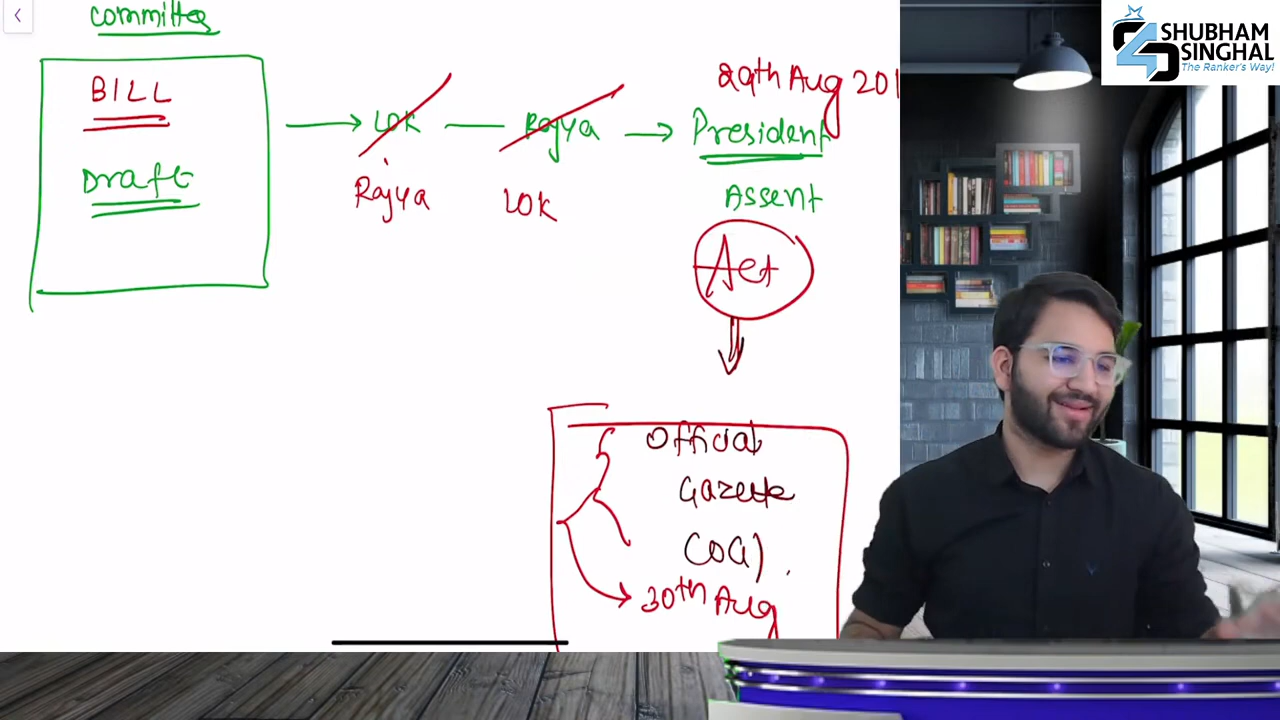 committee
BILL
Draft
Lok
Rajya
Rajya
Lok
29th Aug 201
President
Assent
Act
Official
Gazette
(OG)
30th Aug
SHUBHAM
SINGHAL
The Ranker's Way!